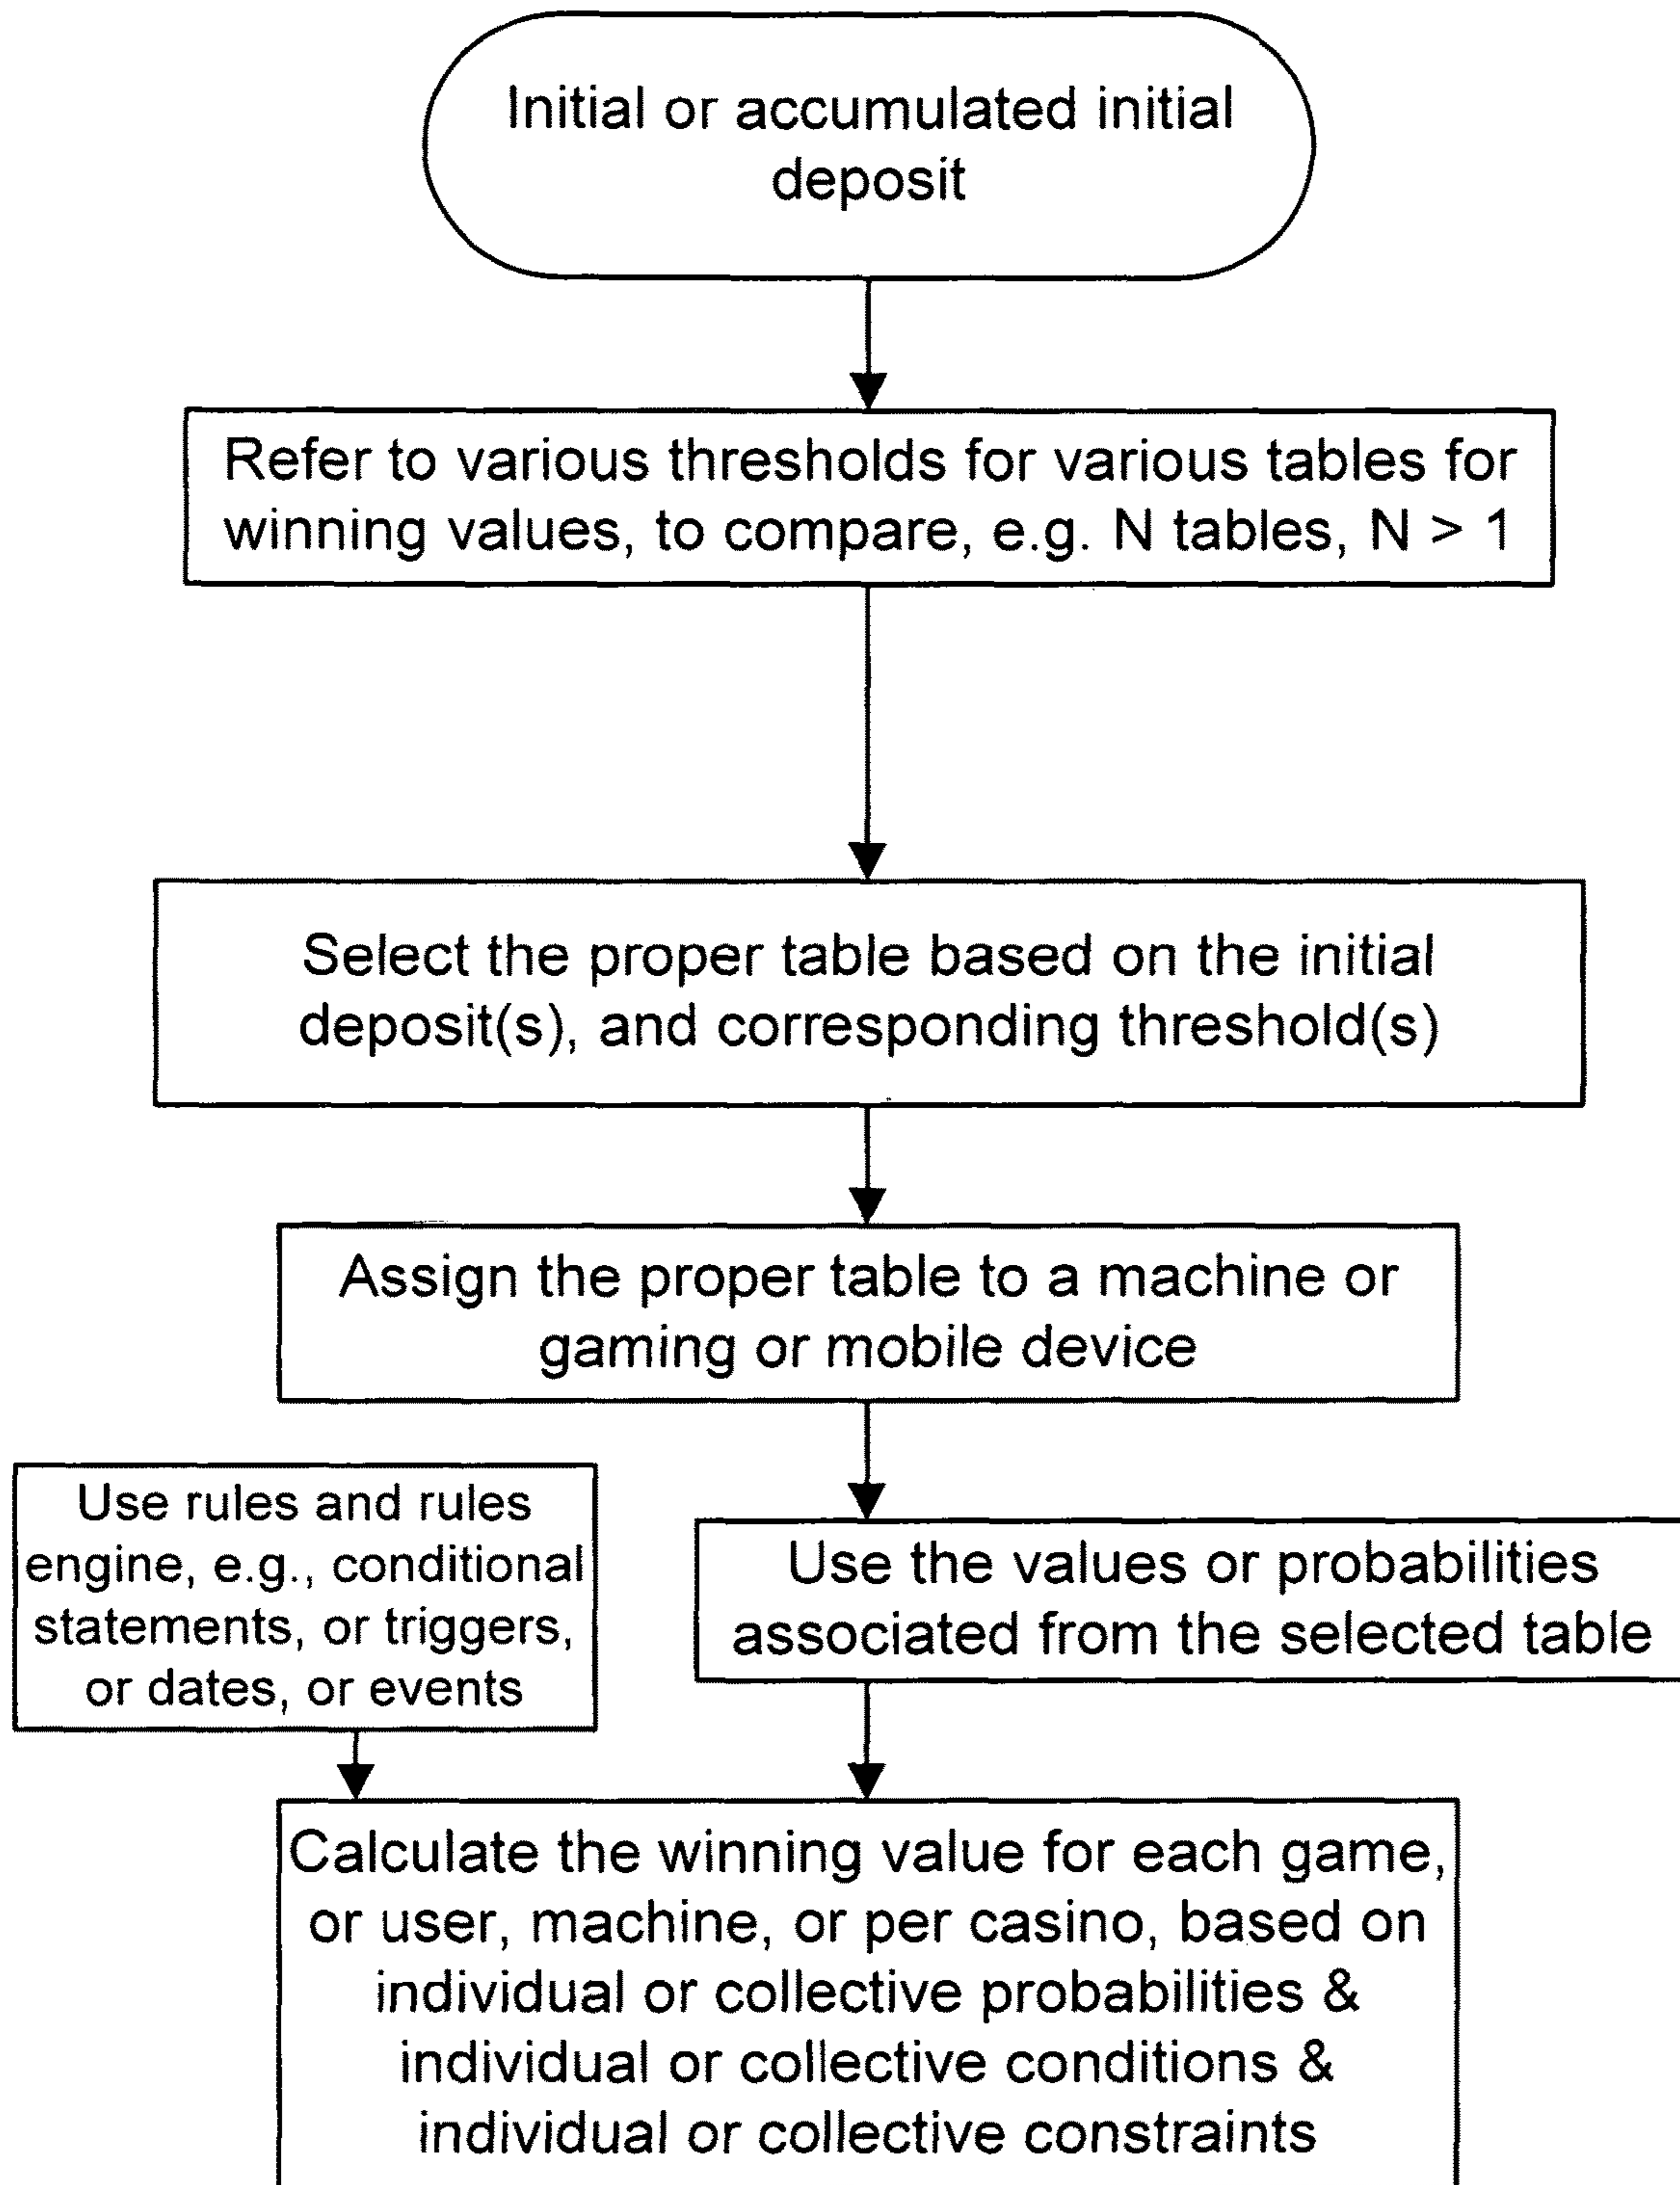 Initial or accumulated initial
deposit
Refer to various thresholds for various tables for
winning values, to compare, e.g. N tables, N > 1
Select the proper table based on the initial
deposit(s), and corresponding threshold(s)
Assign the proper table to a machine or
gaming or mobile device
Use rules and rules
engine, e.g., conditional
statements, or triggers,
or dates, or events
Use the values or probabilities
associated from the selected table
Calculate the winning value for each game,
or user, machine, or per casino, based on
individual or collective probabilities &
individual or collective conditions &
individual or collective constraints